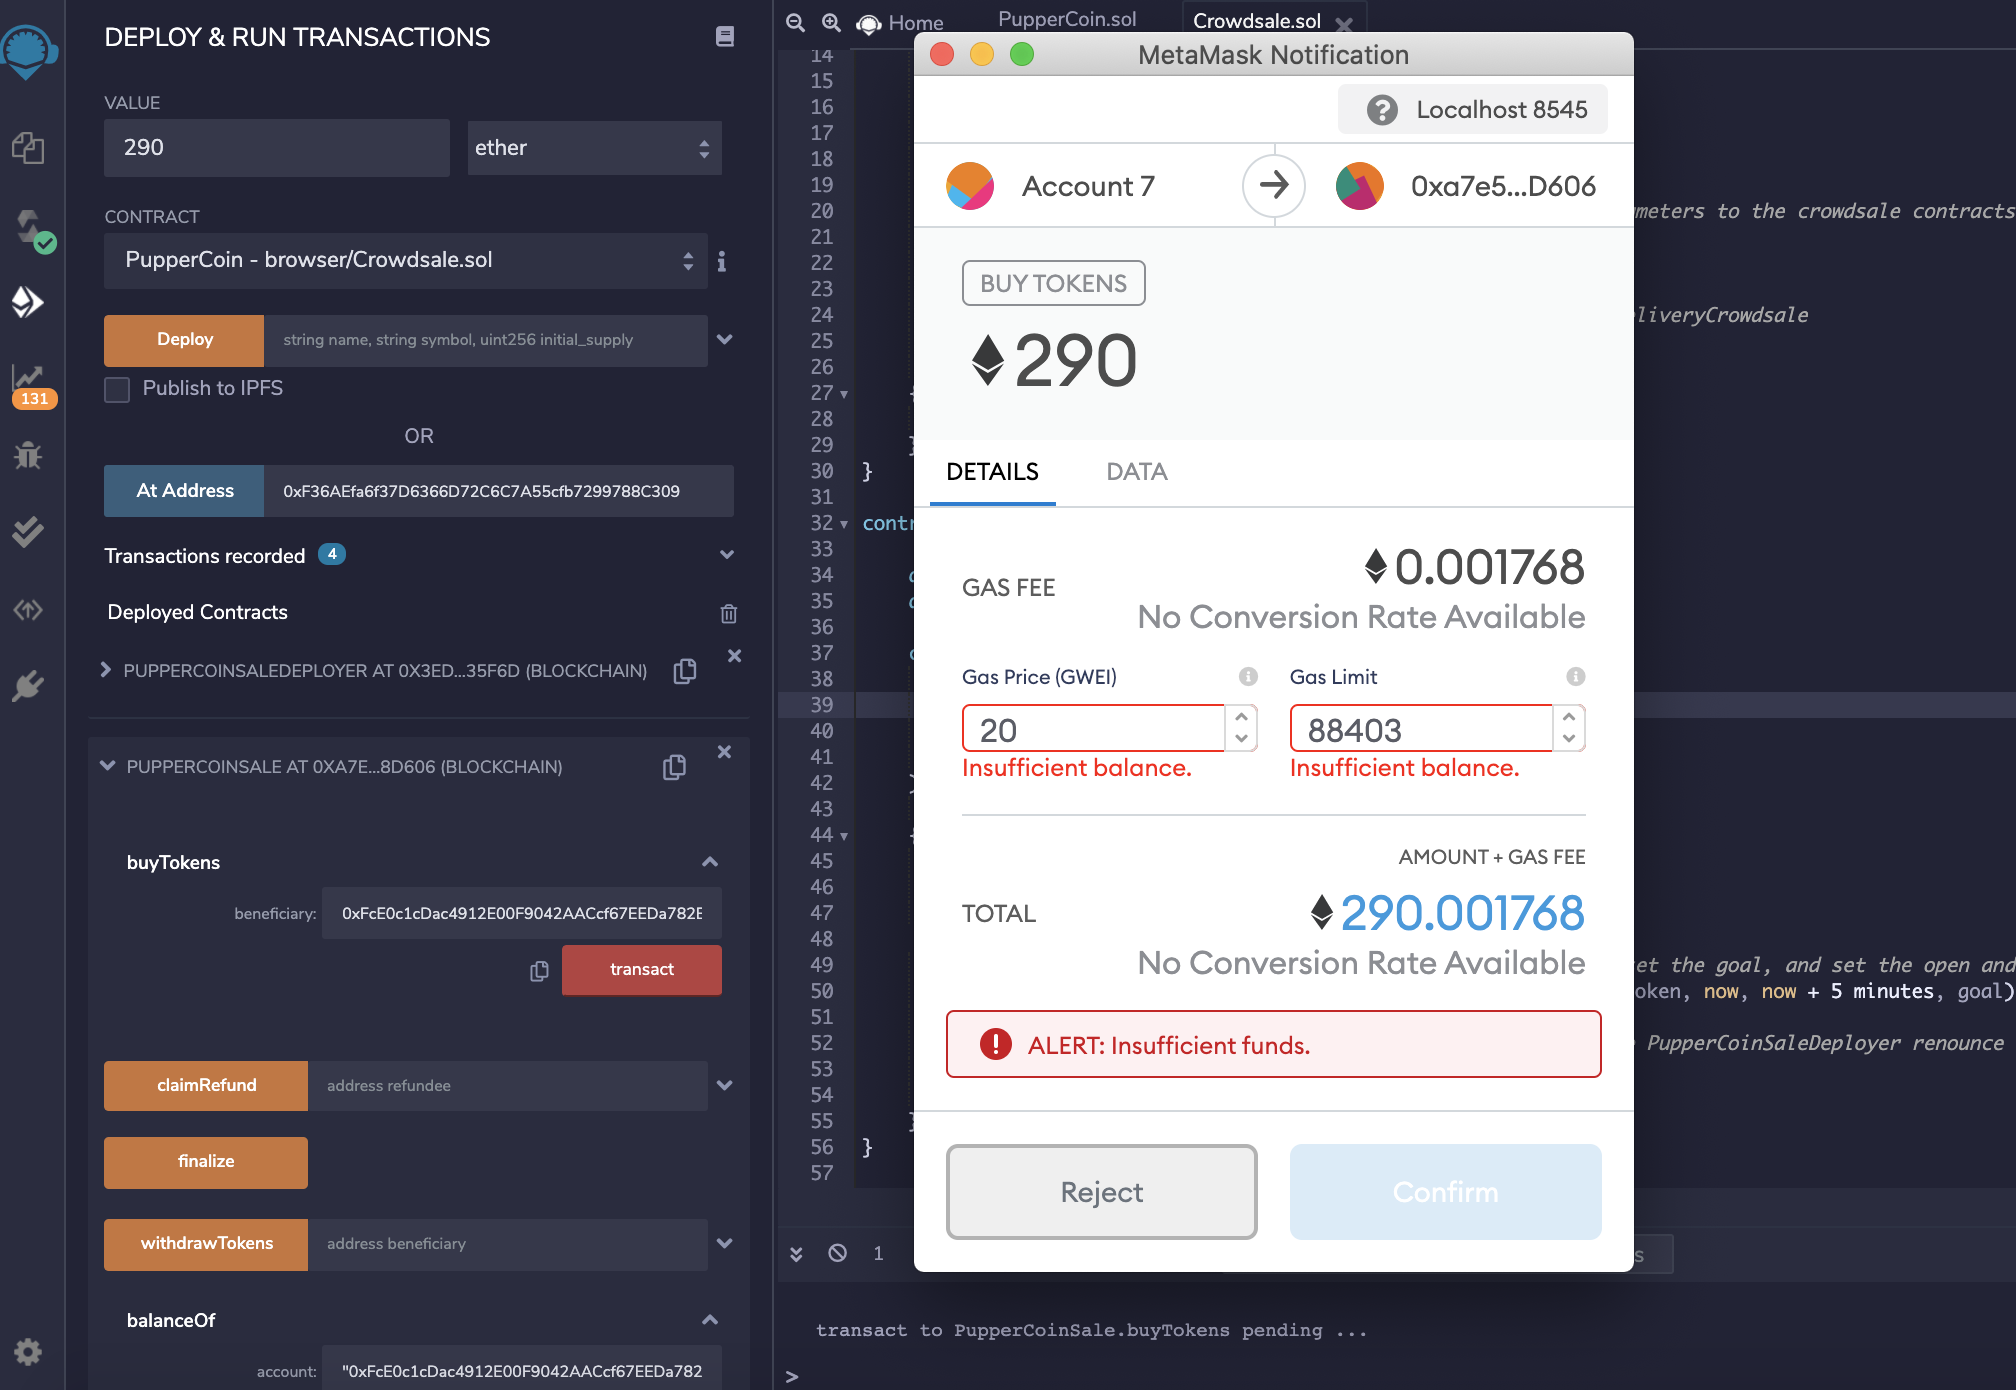 DEPLOY & RUN TRANSACTIONS
VALUE
290
ether
CONTRACT
PupperCoin - browser/Crowdsale.sol
Deploy
string name, string symbol, uint256 initial_supply
Publish to IPFS
OR
At Address
0xF36AEfa6f37D6366D72C6C7A55cfb7299788C309
Transactions recorded 4
Deployed Contracts
PUPPERCOINSALEDEPLOYER AT 0X3ED...35F6D (BLOCKCHAIN)
PUPPERCOINSALE AT 0XA7E...8D606 (BLOCKCHAIN)
buyTokens
beneficiary: 0xFcE0c1cDac4912E00F9042AACcf67EEDa782E
transact
claimRefund
address refundee
finalize
withdrawTokens
address beneficiary
balanceOf
account: "0xFcE0c1cDac4912E00F9042AACcf67EEDa782
131
Home
PupperCoin.sol
Crowdsale.sol
14
15
16
17
18
19
20 meters to the crowdsale contracts
21
22
23
24 liveryCrowdsale
25
26
27 {
28
29 }
30 }
31
32 contr
33
34
35
36
37
38
39
40
41
42 )
43
44 {
45
46
47
48
49 et the goal, and set the open and
50 oken, now, now + 5 minutes, goal)
51
52 PupperCoinSaleDeployer renounce
53
54
55 }
56 }
57
MetaMask Notification
Localhost 8545
Account 7
0xa7e5...D606
BUY TOKENS
290
DETAILS
DATA
GAS FEE
0.001768
No Conversion Rate Available
Gas Price (GWEI)
Gas Limit
20
88403
Insufficient balance.
Insufficient balance.
AMOUNT + GAS FEE
TOTAL
290.001768
No Conversion Rate Available
ALERT: Insufficient funds.
Reject
Confirm
1
s
transact to PupperCoinSale.buyTokens pending ...
>